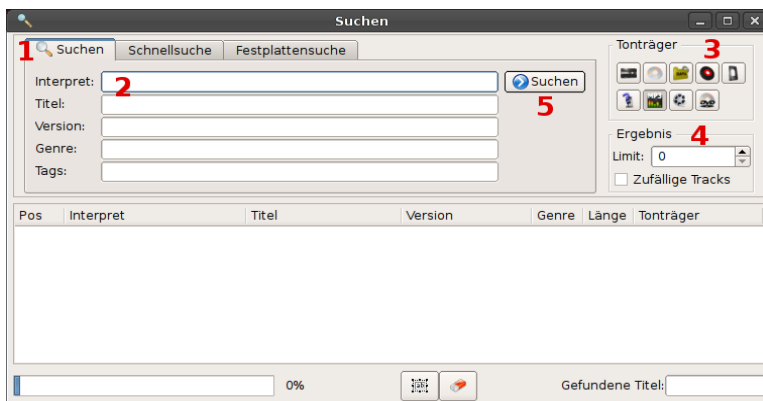 Suchen
1 Suchen Schnellsuche Festplattensuche
Interpret: 2 Suchen
5
Titel:
Version:
Genre:
Tags:
Tonträger 3
Ergebnis 4
Limit: 0
Zufällige Tracks
Pos Interpret Titel Version Genre Länge Tonträger
0% Gefundene Titel: